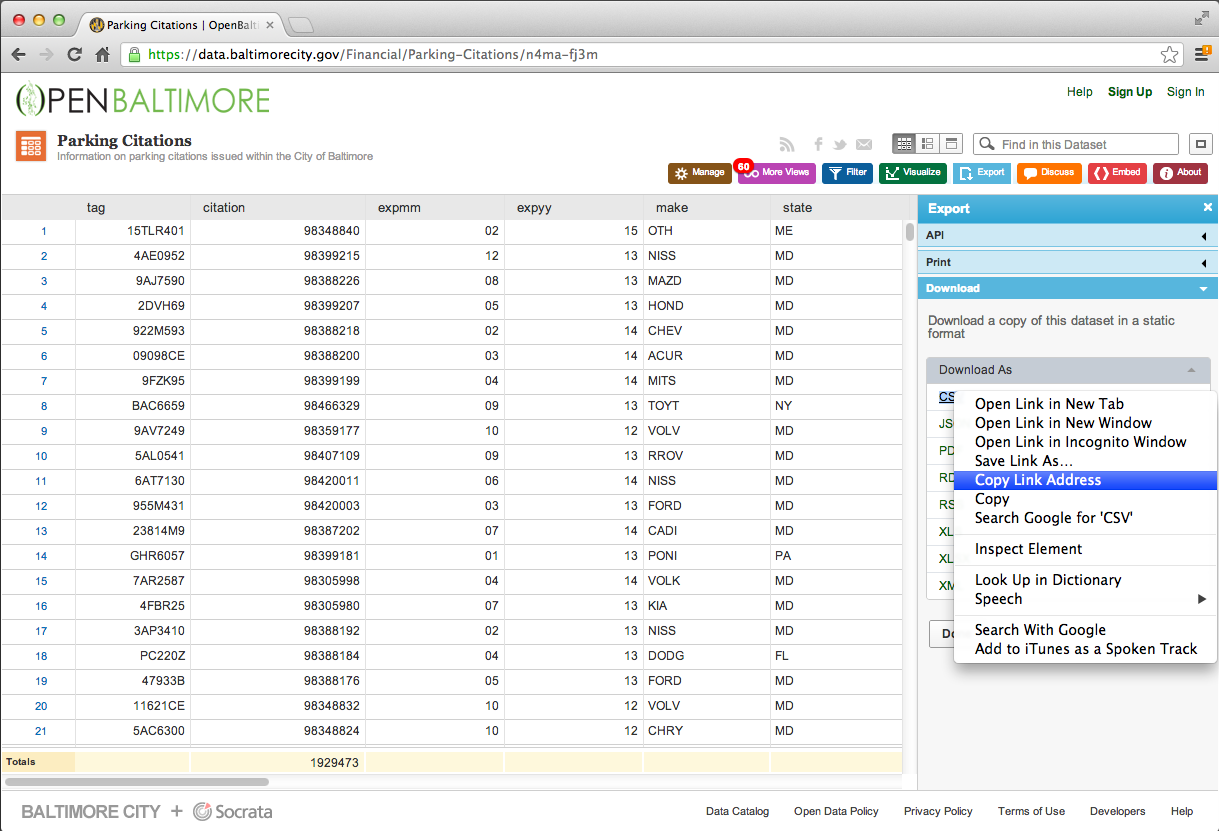 Parking Citations | OpenBalti
https://data.baltimorecity.gov/Financial/Parking-Citations/n4ma-fj3m
OPENBALTIMORE
Help Sign Up Sign In
Parking Citations
Information on parking citations issued within the City of Baltimore
Find in this Dataset
Manage 60 More Views Filter Visualize Export Discuss Embed About
tag citation expmm expyy make state
1 15TLR401 98348840 02 15 OTH ME
2 4AE0952 98399215 12 13 NISS MD
3 9AJ7590 98388226 08 13 MAZD MD
4 2DVH69 98399207 05 13 HOND MD
5 922M593 98388218 02 14 CHEV MD
6 09098CE 98388200 03 14 ACUR MD
7 9FZK95 98399199 04 14 MITS MD
8 BAC6659 98466329 09 13 TOYT NY
9 9AV7249 98359177 10 12 VOLV MD
10 5AL0541 98407109 09 13 RROV MD
11 6AT7130 98420011 06 14 NISS MD
12 955M431 98420003 03 13 FORD MD
13 23814M9 98387202 07 14 CADI MD
14 GHR6057 98399181 01 13 PONI PA
15 7AR2587 98305998 04 14 VOLK MD
16 4FBR25 98305980 07 13 KIA MD
17 3AP3410 98388192 02 13 NISS MD
18 PC220Z 98388184 04 13 DODG FL
19 47933B 98388176 05 13 FORD MD
20 11621CE 98348832 10 12 VOLV MD
21 5AC6300 98348824 10 12 CHRY MD
Totals 1929473
Export
API
Print
Download
Download a copy of this dataset in a static
format
Download As
CS
JS
PD
RD
RS
XL
XL
XM
Do
Open Link in New Tab
Open Link in New Window
Open Link in Incognito Window
Save Link As...
Copy Link Address
Copy
Search Google for 'CSV'
Inspect Element
Look Up in Dictionary
Speech
Search With Google
Add to iTunes as a Spoken Track
BALTIMORE CITY + Socrata
Data Catalog Open Data Policy Privacy Policy Terms of Use Developers Help